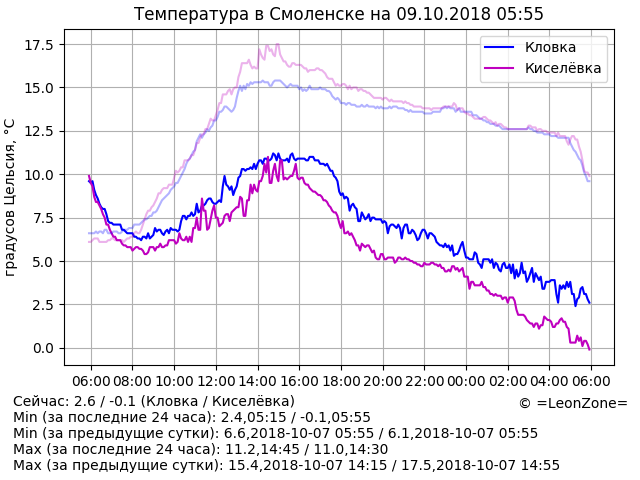 Температура в Смоленске на 09.10.2018 05:55
градусов Цельсия, °C
17.5
15.0
12.5
10.0
7.5
5.0
2.5
0.0
Кловка
Киселёвка
06:00 08:00 10:00 12:00 14:00 16:00 18:00 20:00 22:00 00:00 02:00 04:00 06:00
Сейчас: 2.6 / -0.1 (Кловка / Киселёвка)
© =LeonZone=
Min (за последние 24 часа): 2.4,05:15 / -0.1,05:55
Min (за предыдущие сутки): 6.6,2018-10-07 05:55 / 6.1,2018-10-07 05:55
Max (за последние 24 часа): 11.2,14:45 / 11.0,14:30
Max (за предыдущие сутки): 15.4,2018-10-07 14:15 / 17.5,2018-10-07 14:55